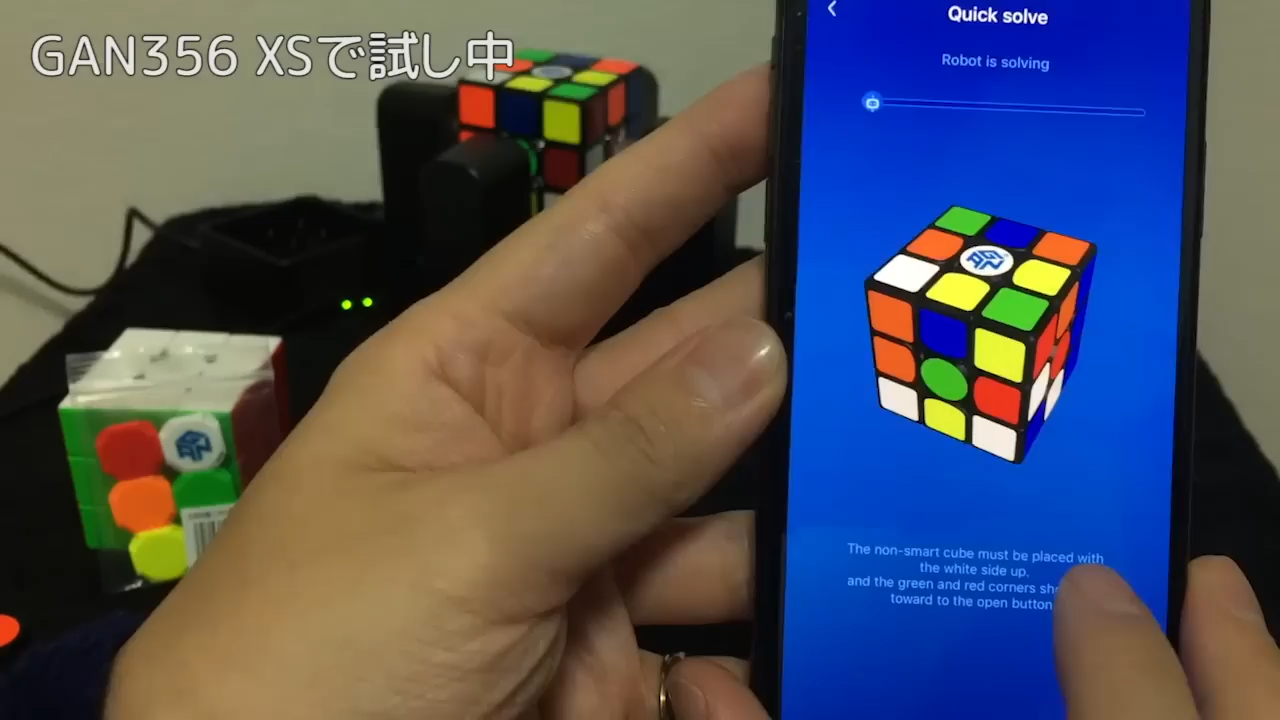 GAN356 XSで試し中
Quick solve
Robot is solving
The non-smart cube must be placed with
the white side up,
and the green and red corners
toward to the open button